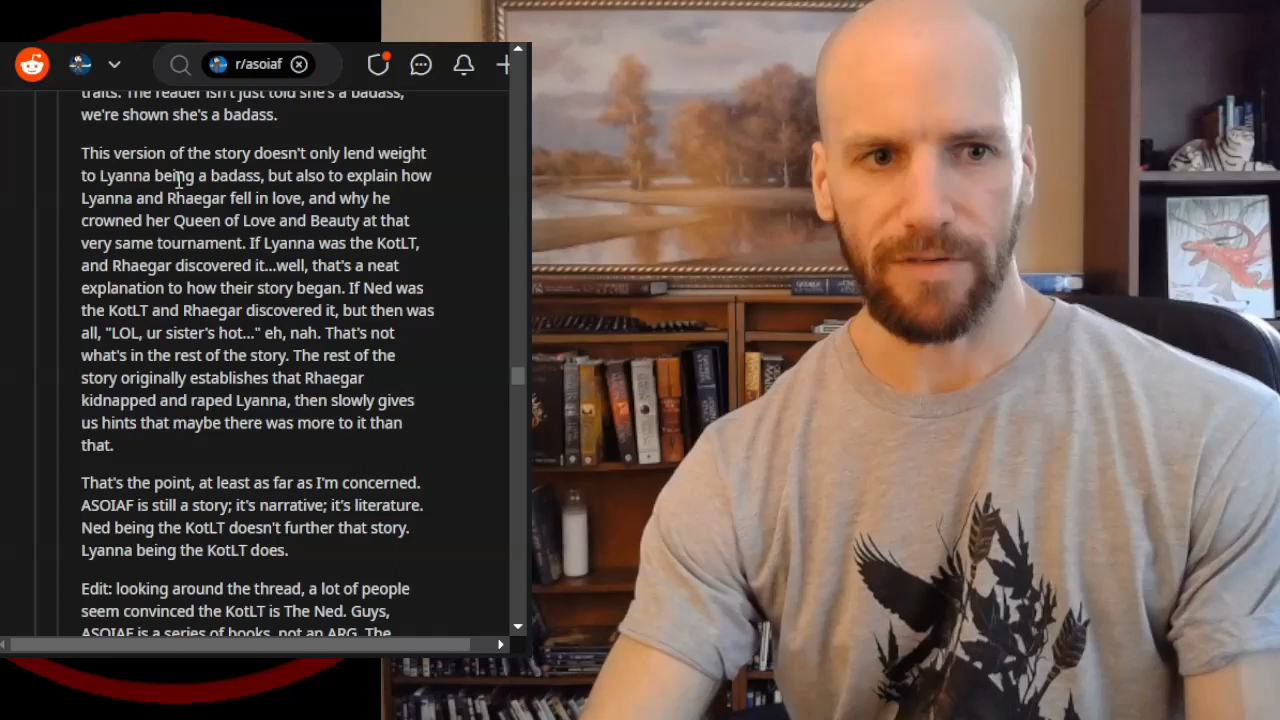 r/asoiaf
traits. The reader isn't just told she's a badass,
we're shown she's a badass.
This version of the story doesn't only lend weight
to Lyanna being a badass, but also to explain how
Lyanna and Rhaegar fell in love, and why he
crowned her Queen of Love and Beauty at that
very same tournament. If Lyanna was the KotLT,
and Rhaegar discovered it...well, that's a neat
explanation to how their story began. If Ned was
the KotLT and Rhaegar discovered it, but then was
all, "LOL, ur sister's hot..." eh, nah. That's not
what's in the rest of the story. The rest of the
story originally establishes that Rhaegar
kidnapped and raped Lyanna, then slowly gives
us hints that maybe there was more to it than
that.
That's the point, at least as far as I'm concerned.
ASOIAF is still a story; it's narrative; it's literature.
Ned being the KotLT doesn't further that story.
Lyanna being the KotLT does.
Edit: looking around the thread, a lot of people
seem convinced the KotLT is The Ned. Guys,
ASOIAF is a series of books, not an ARG. The